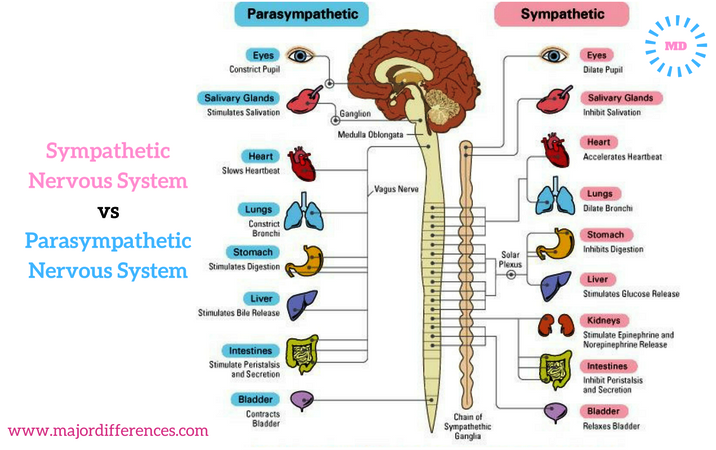 Parasympathetic
Sympathetic
MD
Sympathetic
Nervous System
vs
Parasympathetic
Nervous System
Eyes
Constrict Pupil
Salivary Glands
Stimulates Salivation
Heart
Slows Heartbeat
Lungs
Constrict
Bronchi
Stomach
Stimulates Digestion
Liver
Stimulates Bile Release
Intestines
Stimulate Peristalsis
and Secretion
Bladder
Contracts
Bladder
Ganglion
Medulla Oblongata
Vagus Nerve
Solar
Plexus
Chain of
Sympathethic
Ganglia
Eyes
Dilate Pupil
Salivary Glands
Inhibit Salivation
Heart
Accelerates Heartbeat
Lungs
Dilate Bronchi
Stomach
Inhibits Digestion
Liver
Stimulates Glucose Release
Kidneys
Stimulate Epinephrine and
Norepinephrine Release
Intestines
Inhibit Peristalsis
and Secretion
Bladder
Relaxes Bladder
www.majordifferences.com